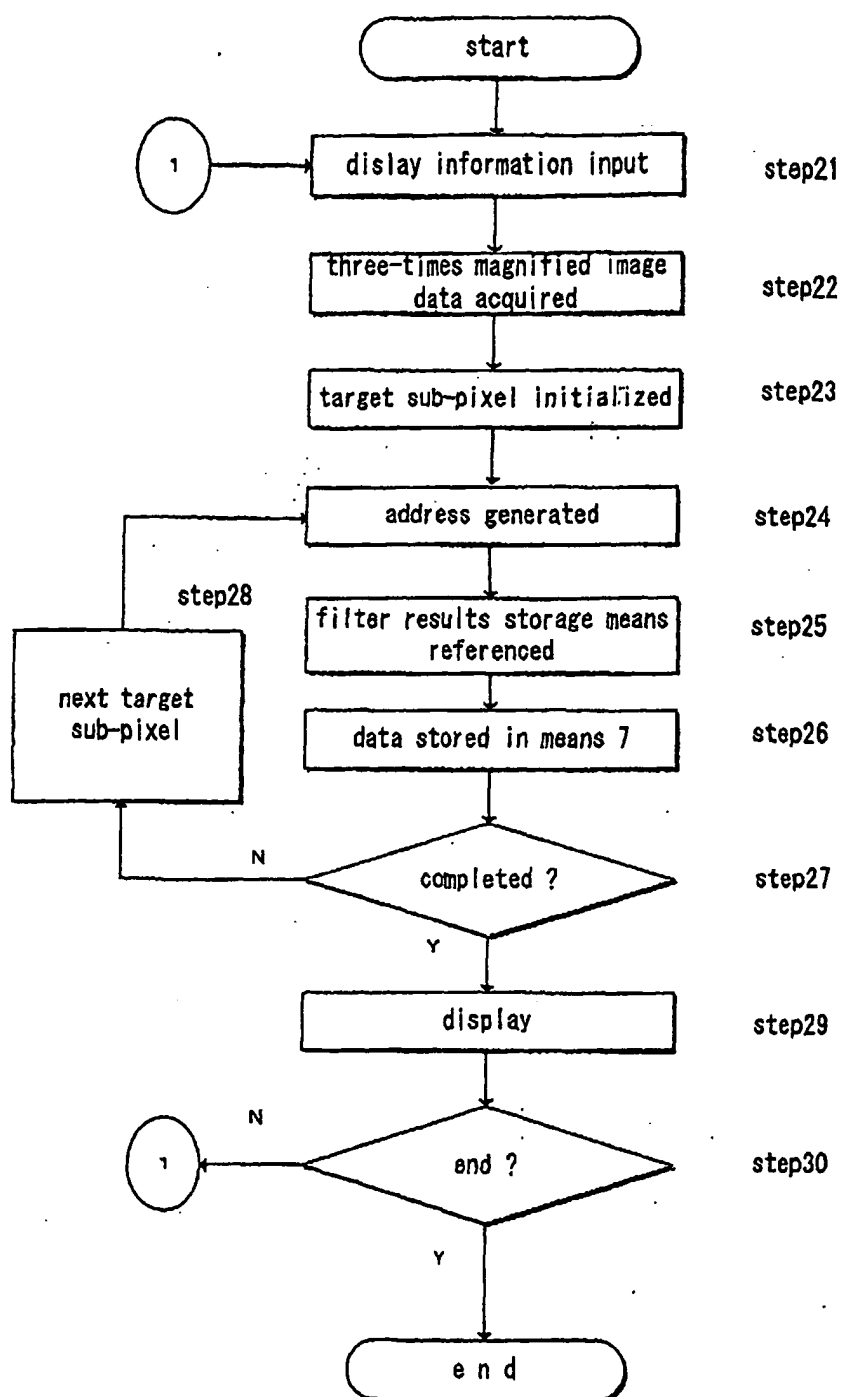 start
1
dislay information input
step21
three-times magnified image
data acquired
step22
target sub-pixel initialized
step23
address generated
step24
step28
filter results storage means
referenced
step25
next target
sub-pixel
data stored in means 7
step26
N
completed ?
step27
Y
display
step29
N
1
end ?
step30
Y
end